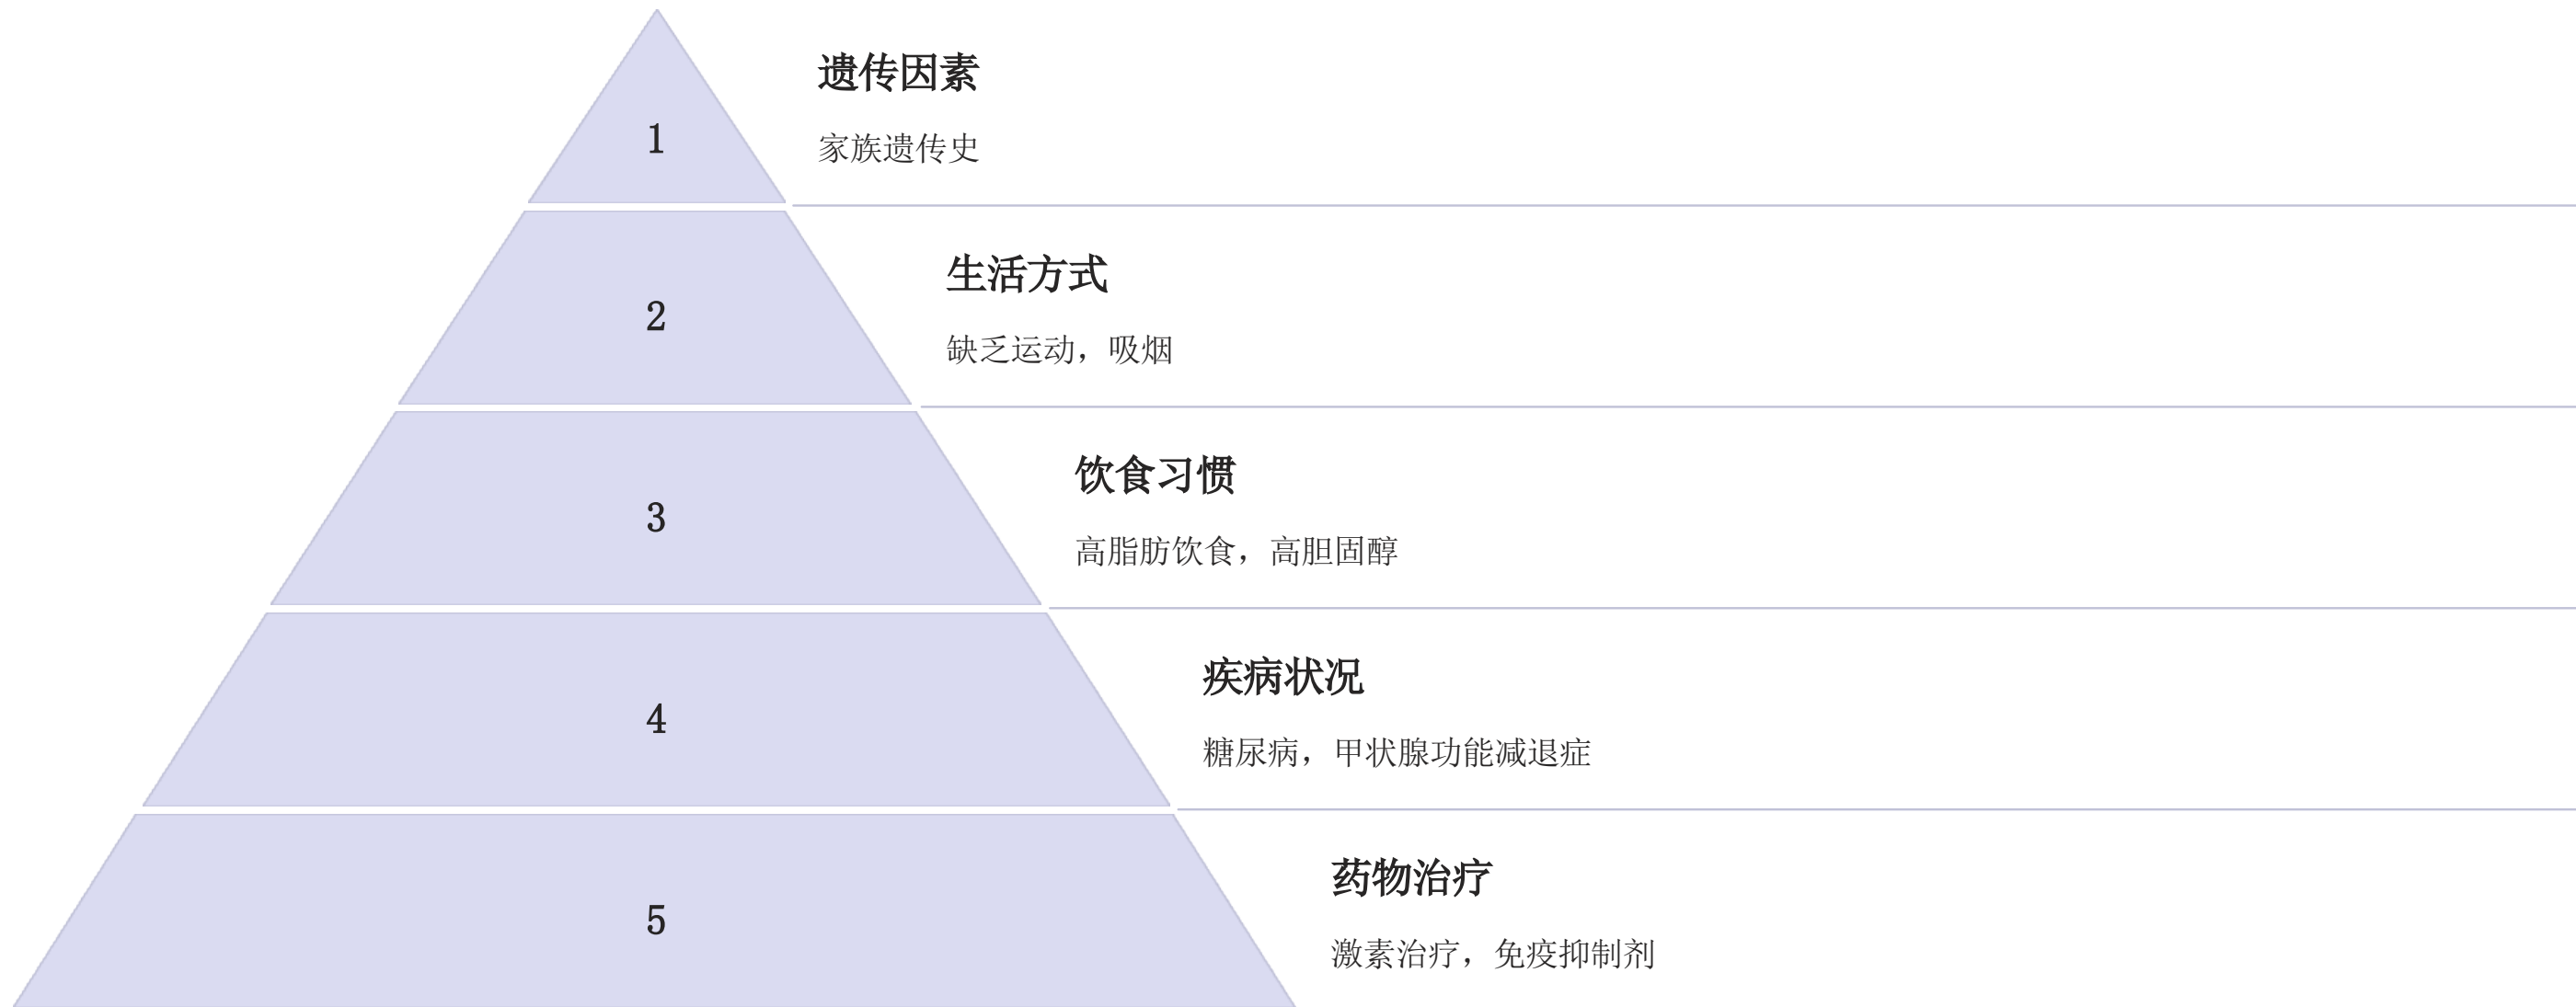 遗传因素
1
家族遗传史
生活方式
2
缺乏运动，吸烟
饮食习惯
3
高脂肪饮食，高胆固醇
疾病状况
4
糖尿病，甲状腺功能减退症
药物治疗
5
激素治疗，免疫抑制剂